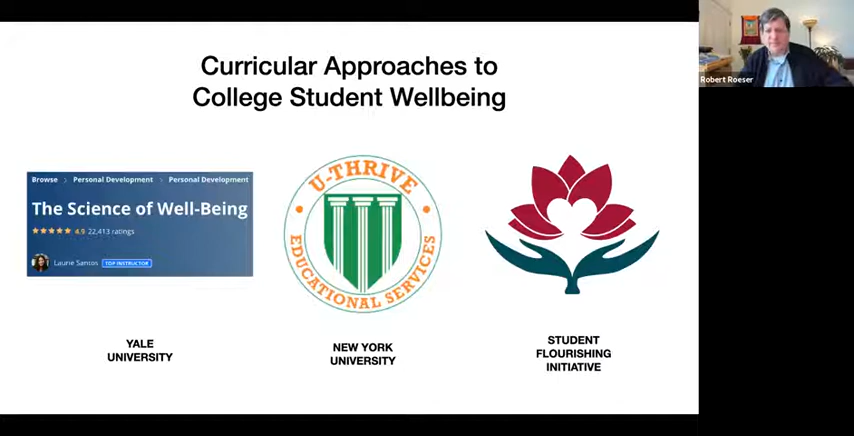 Curricular Approaches to
College Student Wellbeing
Browse > Personal Development > Personal Development
The Science of Well-Being
4.9 22,413 ratings
Laurie Santos TOP INSTRUCTOR
U-THRIVE
EDUCATIONAL SERVICES
YALE
UNIVERSITY
NEW YORK
UNIVERSITY
STUDENT
FLOURISHING
INITIATIVE
Robert Roeser